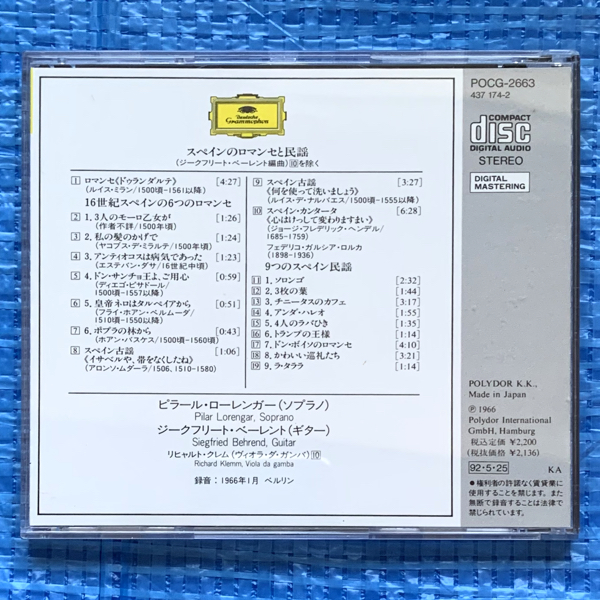 Deutsche
Grammophon
スペインのロマンセと民謡
(ジークフリート・ベーレント編曲) 10を除く
1 ロマンセ《ドゥランダルテ》 [4:27]
(ルイス・ミラン/1500頃-1561以降)
16世紀スペインの6つのロマンセ
2 1. 3人のモーロ乙女が [1:26]
(作者不詳/1500年頃)
3 2. 私の髪のかげで [1:24]
(ヤコブス・デ・ミラルテ/1500年頃)
4 3. アンティオコスは病気であった [1:23]
(エステバン・ダサ/16世紀中頃)
5 4. ドン・サンチョ王よ、ご用心 [0:59]
(ディエゴ・ピサドール/
1500頃-1557以降)
6 5. 皇帝ネロはタルペイアから [0:51]
(フライ・ホアン・ベルムーダ/
1510頃-1550以降)
7 6. ポプラの林から [0:43]
(ホアン・バスケス/1500頃-1560)
8 スペイン古謡 [1:06]
《イサベルや、帯をなくしたね》
(アロンソ・ムダーラ/1506, 1510-1580)
9 スペイン古謡 [3:27]
《何を使って洗いましょう》
(ルイス・デ・ナルバエス/1500頃-1555以降)
10 スペイン・カンタータ [6:28]
《心はけっして変わりますまい》
(ジョージ・フレデリック・ヘンデル/
1685-1759)
フェデリコ・ガルシア・ロルカ
(1898-1936)
9つのスペイン民謡
11 1. ソロンゴ [2:32]
12 2. 3枚の葉 [1:44]
13 3. チニータスのカフェ [3:17]
14 4. アンダ・ハレオ [1:55]
15 5. 4人のラバひき [1:35]
16 6. トランプの王様 [1:14]
17 7. ドン・ボイソのロマンセ [4:10]
18 8. かわいい巡礼たち [3:21]
19 9. ラ・タララ [1:14]
ピラール・ローレンガー(ソプラノ)
Pilar Lorengar, Soprano
ジークフリート・ベーレント(ギター)
Siegfried Behrend, Guitar
リヒャルト・クレム(ヴィオラ・ダ・ガンバ) 10
Richard Klemm, Viola da gamba
録音:1966年1月 ベルリン
POCG-2663
437 174-2
COMPACT
disc
DIGITAL AUDIO
STEREO
DIGITAL
MASTERING
POLYDOR K.K.,
Made in Japan
Ⓟ1966
Polydor International
GmbH, Hamburg
税込定価 ¥2,200
(税抜価格 ¥2,136)
92・5・25 KA
●権利者の許諾なく賃貸業に
使用することを禁じます。また
無断で録音することは法律で
禁じられています。